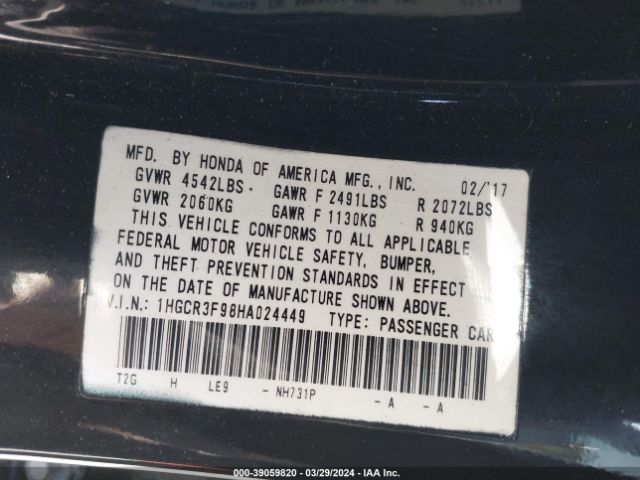 MFD. BY HONDA OF AMERICA MFG., INC. 02/'17
GVWR 4542LBS GAWR F 2491LBS R 2072LBS
GVWR 2060KG GAWR F 1130KG R 940KG
THIS VEHICLE CONFORMS TO ALL APPLICABLE
FEDERAL MOTOR VEHICLE SAFETY, BUMPER,
AND THEFT PREVENTION STANDARDS IN EFFECT
ON THE DATE OF MANUFACTURE SHOWN ABOVE.
V.I.N.: 1HGCR3F98HA024449 TYPE: PASSENGER CAR
T2G H LE9 - NH731P - A - A
000-39059820 | 03/29/2024 | IAA Inc.